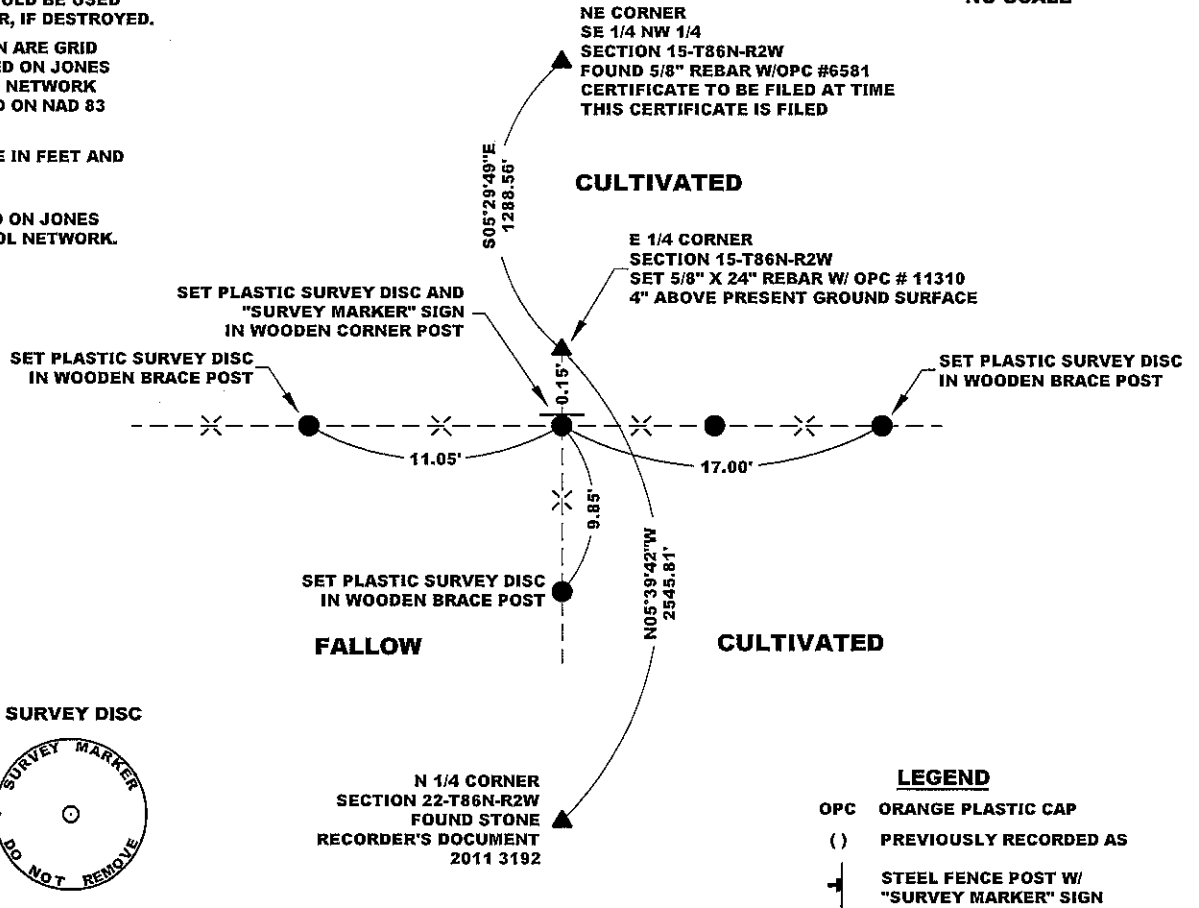 OULD BE USED
R, IF DESTROYED.
N ARE GRID
ED ON JONES
NETWORK
D ON NAD 83
E IN FEET AND
D ON JONES
OL NETWORK.
NO SCALE
NE CORNER
SE 1/4 NW 1/4
SECTION 15-T86N-R2W
FOUND 5/8" REBAR W/OPC #6581
CERTIFICATE TO BE FILED AT TIME
THIS CERTIFICATE IS FILED
S05°29'49"E
1288.56'
CULTIVATED
E 1/4 CORNER
SECTION 15-T86N-R2W
SET 5/8" X 24" REBAR W/ OPC # 11310
4" ABOVE PRESENT GROUND SURFACE
SET PLASTIC SURVEY DISC AND
"SURVEY MARKER" SIGN
IN WOODEN CORNER POST
SET PLASTIC SURVEY DISC
IN WOODEN BRACE POST
SET PLASTIC SURVEY DISC
IN WOODEN BRACE POST
0.15'
11.05'
17.00'
9.85'
N05°39'42"W
2545.81'
SET PLASTIC SURVEY DISC
IN WOODEN BRACE POST
FALLOW
CULTIVATED
SURVEY DISC
SURVEY MARKER
DO NOT REMOVE
N 1/4 CORNER
SECTION 22-T86N-R2W
FOUND STONE
RECORDER'S DOCUMENT
2011 3192
LEGEND
OPC ORANGE PLASTIC CAP
( ) PREVIOUSLY RECORDED AS
STEEL FENCE POST W/
"SURVEY MARKER" SIGN